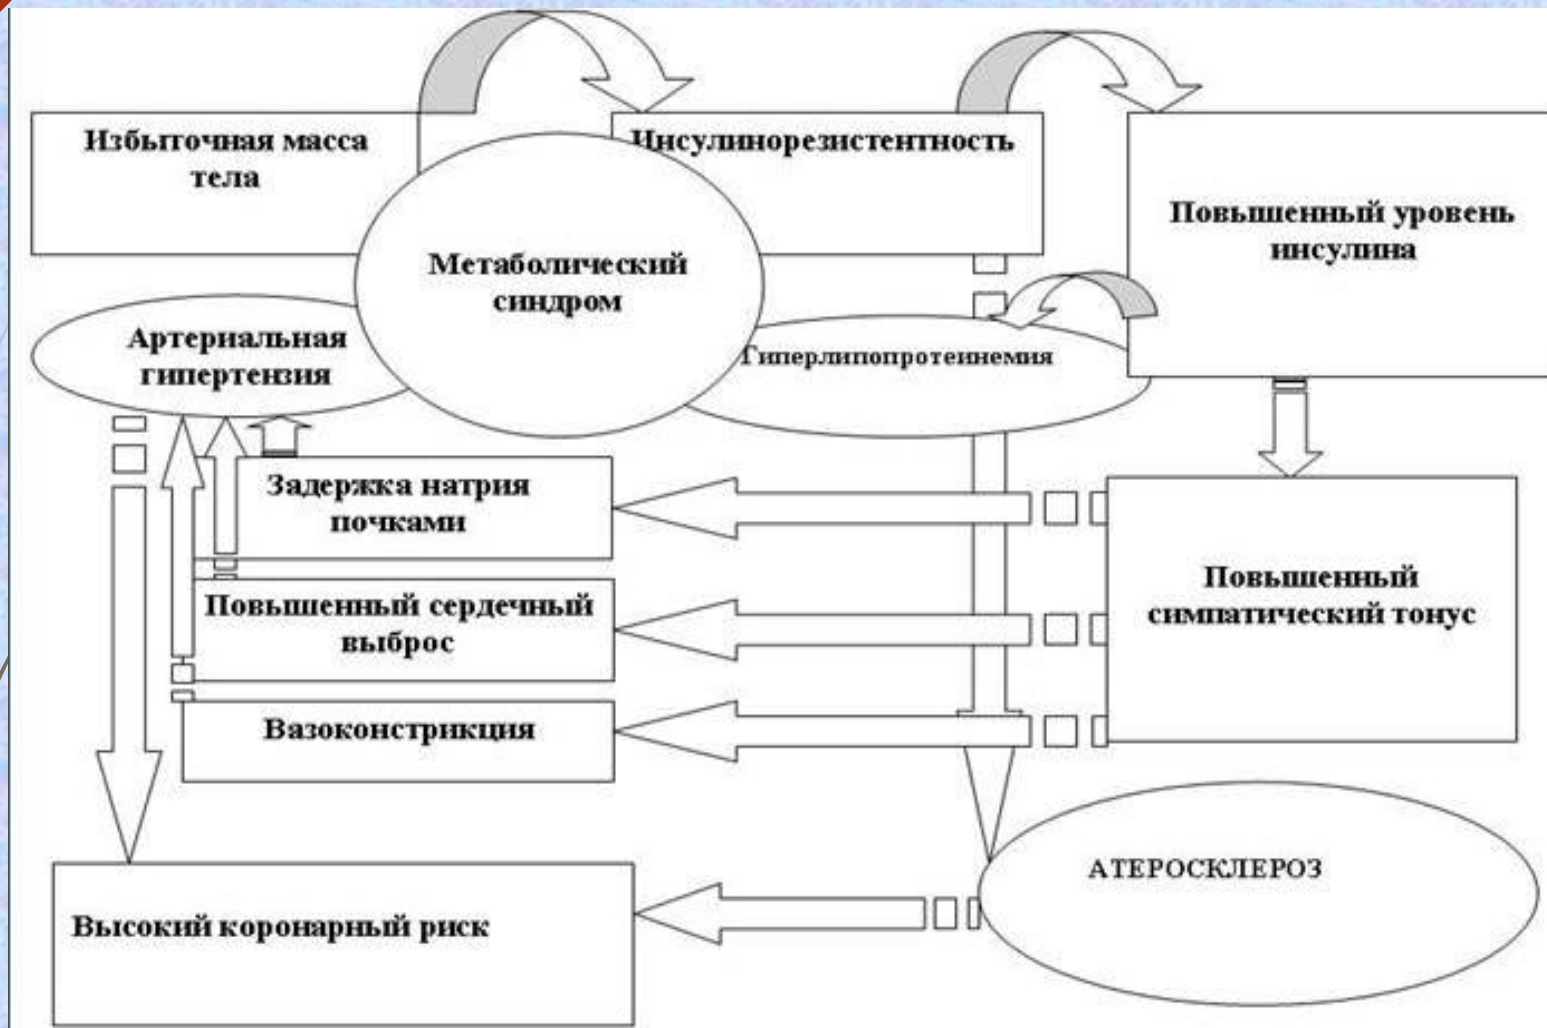 Избыточная масса
тела
Инсулинорезистентность
Повышенный уровень
инсулина
Метаболический
синдром
Артериальная
гипертензия
Гиперлипопротеинемия
Задержка натрия
почками
Повышенный
симпатический тонус
Повышенный сердечный
выброс
Вазоконстрикция
АТЕРОСКЛЕРОЗ
Высокий коронарный риск